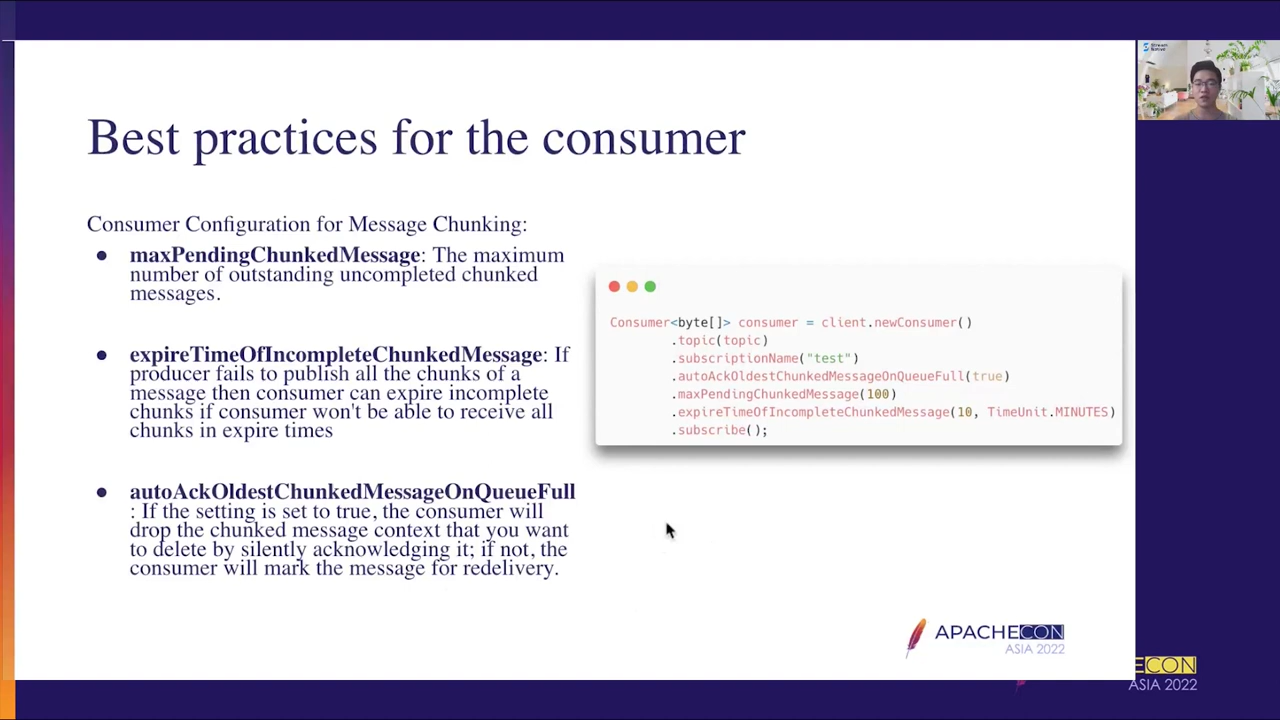 Stream
Native
Best practices for the consumer
Consumer Configuration for Message Chunking:
● maxPendingChunkedMessage: The maximum
number of outstanding uncompleted chunked
messages.
● expireTimeOfIncompleteChunkedMessage: If
producer fails to publish all the chunks of a
message then consumer can expire incomplete
chunks if consumer won't be able to receive all
chunks in expire times
● autoAckOldestChunkedMessageOnQueueFull
: If the setting is set to true, the consumer will
drop the chunked message context that you want
to delete by silently acknowledging it; if not, the
consumer will mark the message for redelivery.
Consumer<byte[]> consumer = client.newConsumer()
.topic(topic)
.subscriptionName("test")
.autoAckOldestChunkedMessageOnQueueFull(true)
.maxPendingChunkedMessage(100)
.expireTimeOfIncompleteChunkedMessage(10, TimeUnit.MINUTES)
.subscribe();
APACHECON
ASIA 2022
ECON
ASIA 2022